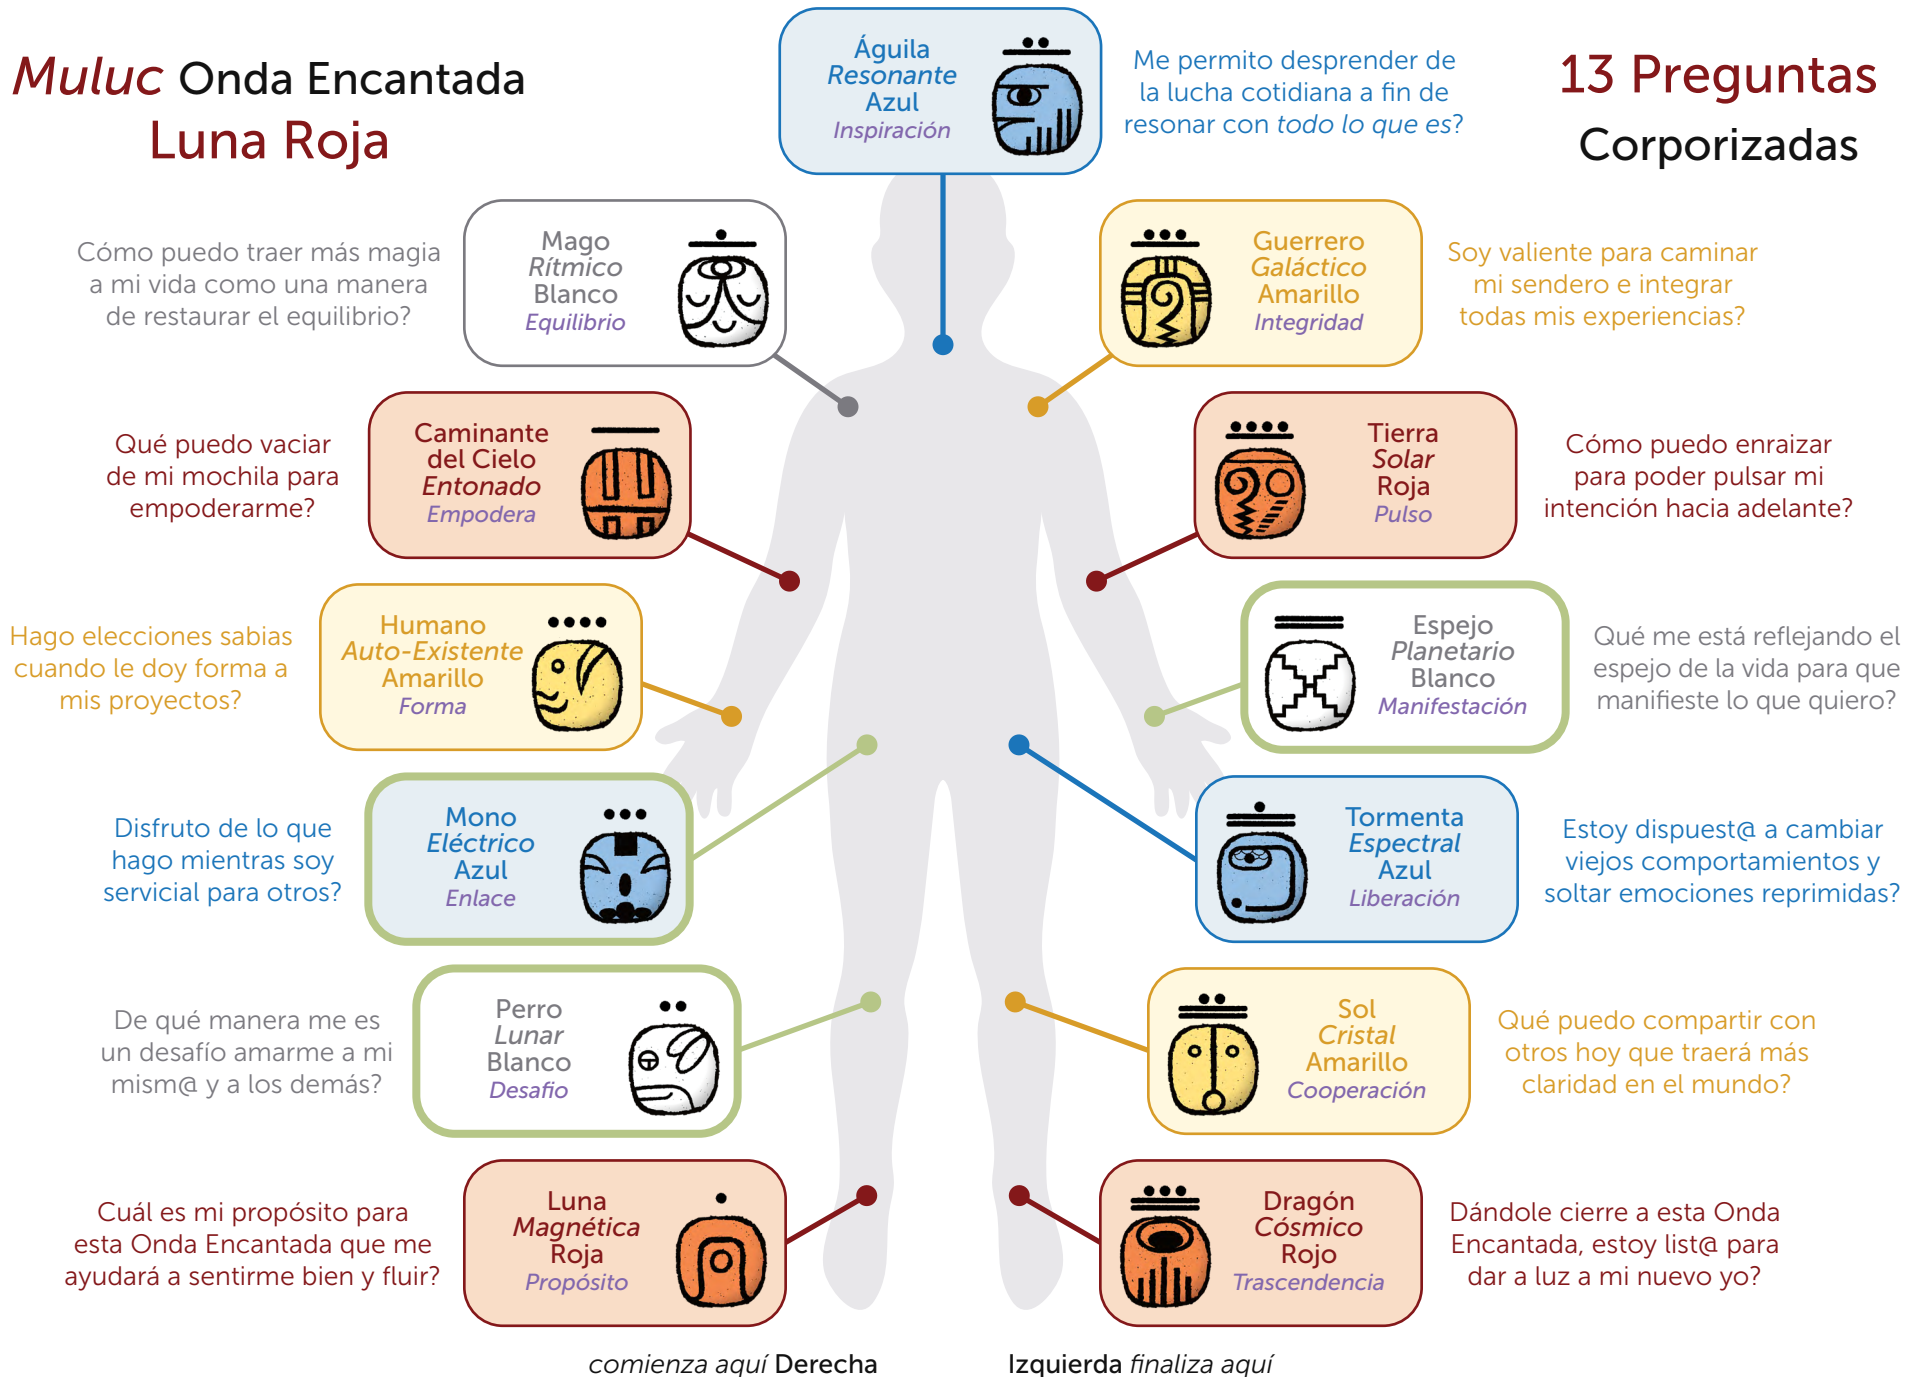 Muluc Onda Encantada
Luna Roja
13 Preguntas
Corporizadas
Águila
Resonante
Azul
Inspiración
Me permito desprender de
la lucha cotidiana a fin de
resonar con todo lo que es?
Cómo puedo traer más magia
a mi vida como una manera
de restaurar el equilibrio?
Mago
Rítmico
Blanco
Equilibrio
Guerrero
Galáctico
Amarillo
Integridad
Soy valiente para caminar
mi sendero e integrar
todas mis experiencias?
Qué puedo vaciar
de mi mochila para
empoderarme?
Caminante
del Cielo
Entonado
Empodera
Tierra
Solar
Roja
Pulso
Cómo puedo enraizar
para poder pulsar mi
intención hacia adelante?
Hago elecciones sabias
cuando le doy forma a
mis proyectos?
Humano
Auto-Existente
Amarillo
Forma
Espejo
Planetario
Blanco
Manifestación
Qué me está reflejando el
espejo de la vida para que
manifieste lo que quiero?
Disfruto de lo que
hago mientras soy
servicial para otros?
Mono
Eléctrico
Azul
Enlace
Tormenta
Espectral
Azul
Liberación
Estoy dispuest@ a cambiar
viejos comportamientos y
soltar emociones reprimidas?
De qué manera me es
un desafío amarme a mi
mism@ y a los demás?
Perro
Lunar
Blanco
Desafio
Sol
Cristal
Amarillo
Cooperación
Qué puedo compartir con
otros hoy que traerá más
claridad en el mundo?
Cuál es mi propósito para
esta Onda Encantada que me
ayudará a sentirme bien y fluir?
Luna
Magnética
Roja
Propósito
Dragón
Cósmico
Rojo
Trascendencia
Dándole cierre a esta Onda
Encantada, estoy list@ para
dar a luz a mi nuevo yo?
comienza aquí Derecha
Izquierda finaliza aquí